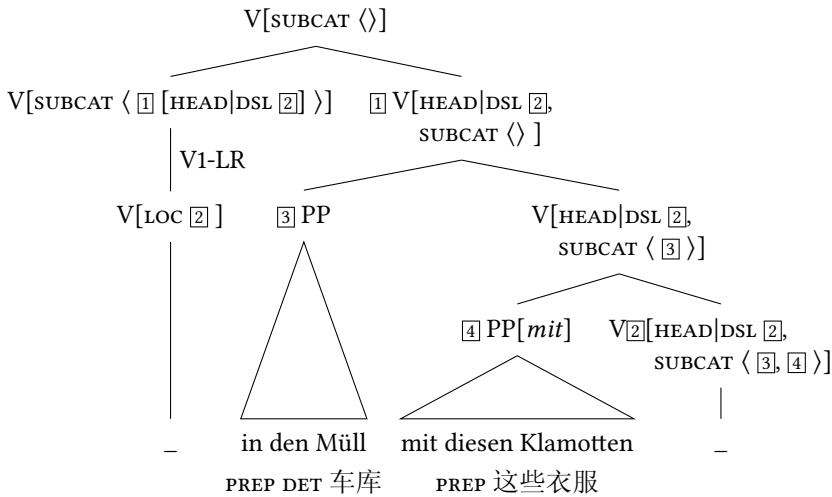 V[SUBCAT ⟨⟩]
V[SUBCAT ⟨ 1 [HEAD|DSL 2] ⟩] 1 V[HEAD|DSL 2,
SUBCAT ⟨⟩ ]
V1-LR
V[LOC 2 ] 3 PP V[HEAD|DSL 2,
SUBCAT ⟨ 3 ⟩]
4 PP[mit] V2[HEAD|DSL 2,
SUBCAT ⟨ 3, 4 ⟩]
_ in den Müll mit diesen Klamotten _
PREP DET 车库 PREP 这些衣服